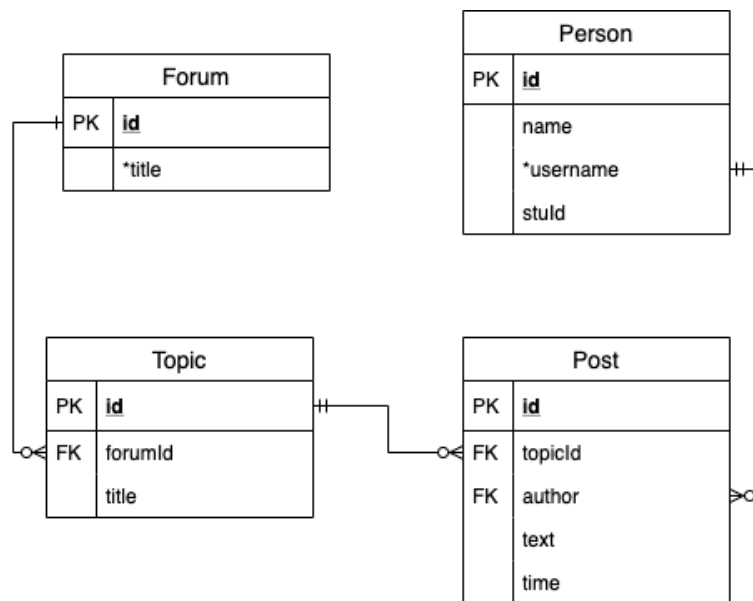 Forum
PK id
*title
Person
PK id
name
*username
stuId
Topic
PK id
FK forumId
title
Post
PK id
FK topicId
FK author
text
time